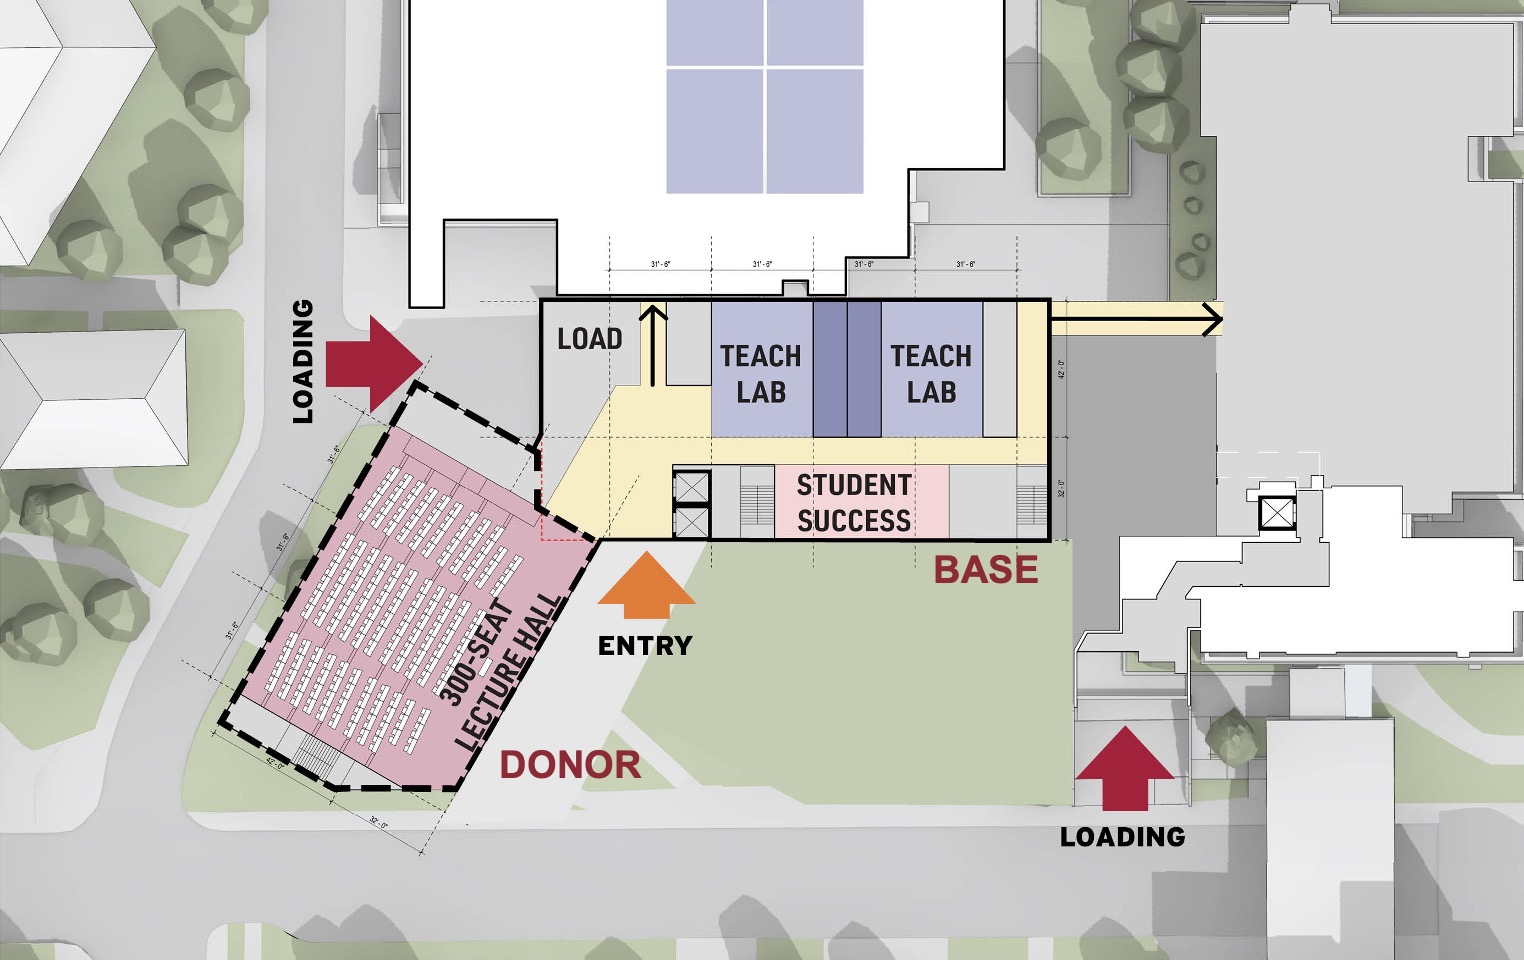 31'-6"
31'-6"
31'-6"
31'-6"
LOADING
LOAD
TEACH
LAB
TEACH
LAB
42'-0"
31'-6"
STUDENT
SUCCESS
32'-0"
31'-6"
BASE
31'-6"
ENTRY
300-SEAT
LECTURE HALL
DONOR
42'-0"
32'-0"
LOADING